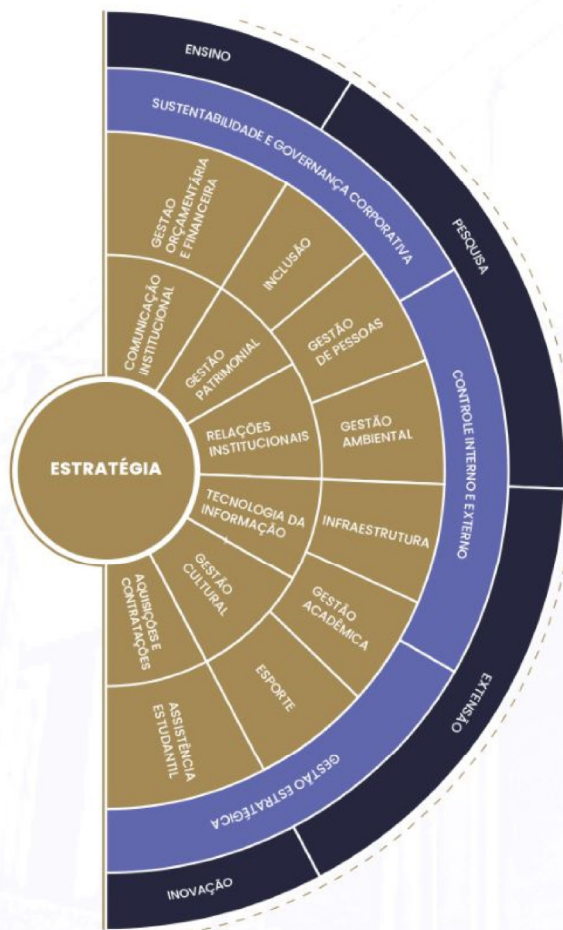 ENSINO
SUSTENTABILIDADE E GOVERNANÇA CORPORATIVA
PESQUISA
GESTAO
ORÇAMENTÁRIA
E FINANCEIRA
INCLUSÃO
COMUNICAÇÃO
INSTITUCIONAL
GESTÃO
PATRIMONIAL
GESTÃO
DE PESSOAS
CONTROLE INTERNO E EXTERNO
RELAÇÕES
INSTITUCIONAIS
GESTÃO
AMBIENTAL
ESTRATÉGIA
TECNOLOGIA DA
INFORMAÇÃO
INFRAESTRUTURA
GESTÃO
CULTURAL
GESTÃO
ACADÊMICA
AQUISIÇÕES E
CONTRATAÇÕES
ESPORTE
ASSISTÊNCIA
ESTUDANTIL
EXTENSÃO
GESTÃO ESTRATÉGICA
INOVAÇÃO